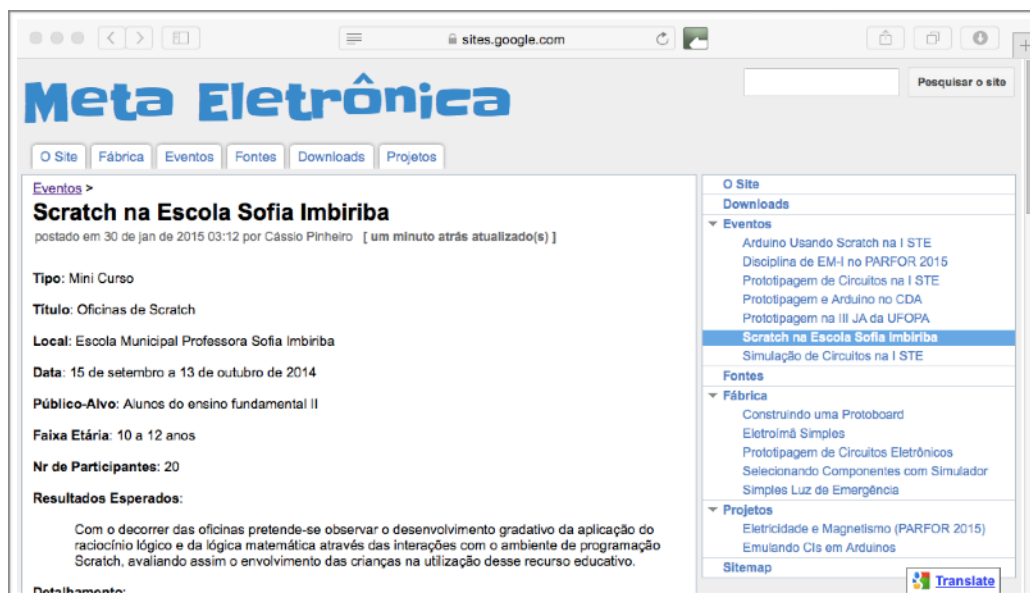 sites.google.com
Meta Eletrônica
Pesquisar o site
O Site
Fábrica
Eventos
Fontes
Downloads
Projetos
Eventos >
Scratch na Escola Sofia Imbiriba
postado em 30 de jan de 2015 03:12 por Cássio Pinheiro [ um minuto atrás atualizado(s) ]
Tipo: Mini Curso
Título: Oficinas de Scratch
Local: Escola Municipal Professora Sofia Imbiriba
Data: 15 de setembro a 13 de outubro de 2014
Público-Alvo: Alunos do ensino fundamental II
Faixa Etária: 10 a 12 anos
Nr de Participantes: 20
Resultados Esperados:
Com o decorrer das oficinas pretende-se observar o desenvolvimento gradativo da aplicação do
raciocínio lógico e da lógica matemática através das interações com o ambiente de programação
Scratch, avaliando assim o envolvimento das crianças na utilização desse recurso educativo.
Detalhamento:
O Site
Downloads
Eventos
Arduino Usando Scratch na I STE
Disciplina de EM-I no PARFOR 2015
Prototipagem de Circuitos na I STE
Prototipagem e Arduino no CDA
Prototipagem na III JA da UFOPA
Scratch na Escola Sofia Imbiriba
Simulação de Circuitos na I STE
Fontes
Fábrica
Construindo uma Protoboard
Eletroímã Simples
Prototipagem de Circuitos Eletrônicos
Selecionando Componentes com Simulador
Simples Luz de Emergência
Projetos
Eletricidade e Magnetismo (PARFOR 2015)
Emulando CIs em Arduinos
Sitemap
Translate